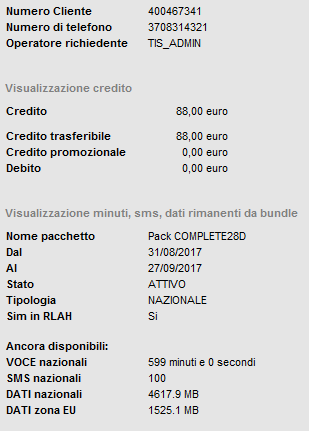 Numero Cliente 400467341
Numero di telefono 3708314321
Operatore richiedente TIS_ADMIN
Visualizzazione credito
Credito 88,00 euro
Credito trasferibile 88,00 euro
Credito promozionale 0,00 euro
Debito 0,00 euro
Visualizzazione minuti, sms, dati rimanenti da bundle
Nome pacchetto Pack COMPLETE28D
Dal 31/08/2017
Al 27/09/2017
Stato ATTIVO
Tipologia NAZIONALE
Sim in RLAH Si
Ancora disponibili:
VOCE nazionali 599 minuti e 0 secondi
SMS nazionali 100
DATI nazionali 4617.9 MB
DATI zona EU 1525.1 MB